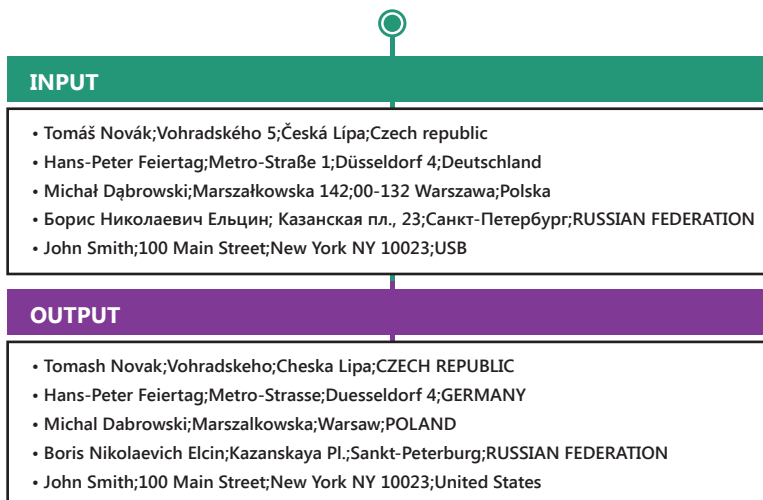 INPUT
• Tomáš Novák;Vohradského 5;Česká Lípa;Czech republic
• Hans-Peter Feiertag;Metro-Straße 1;Düsseldorf 4;Deutschland
• Michał Dąbrowski;Marszałkowska 142;00-132 Warszawa;Polska
• Борис Николаевич Ельцин; Казанская пл., 23;Санкт-Петербург;RUSSIAN FEDERATION
• John Smith;100 Main Street;New York NY 10023;USB
OUTPUT
• Tomash Novak;Vohradskeho;Cheska Lipa;CZECH REPUBLIC
• Hans-Peter Feiertag;Metro-Strasse;Duesseldorf 4;GERMANY
• Michal Dabrowski;Marszalkowska;Warsaw;POLAND
• Boris Nikolaevich Elcin;Kazanskaya Pl.;Sankt-Peterburg;RUSSIAN FEDERATION
• John Smith;100 Main Street;New York NY 10023;United States